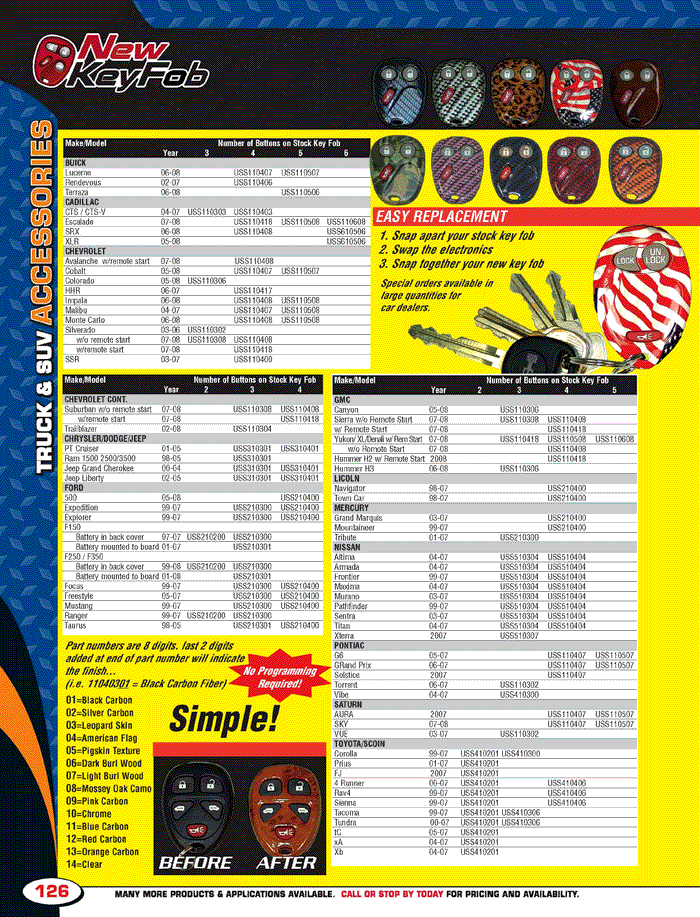 New
KeyFob
TRUCK & SUV ACCESSORIES
Make/Model Number of Buttons on Stock Key Fob
Year 3 4 5 6
BUICK
Lucerne 06-08 USS110407 USS110507
Rendevous 02-07 USS110406
Terraza 06-08 USS110506
CADILLAC
CTS / CTS-V 04-07 USS110303 USS110403
Escalade 07-08 USS110418 USS110508 USS110608
SRX 06-08 USS110408 USS610506
XLR 05-08 USS610506
CHEVROLET
Avalanche w/remote start 07-08 USS110408
Cobalt 05-08 USS110407 USS110507
Colorado 05-08 USS110306
HHR 06-07 USS110417
Impala 06-08 USS110408 USS110508
Malibu 04-07 USS110407 USS110508
Monte Carlo 06-08 USS110408 USS110508
Silverado 03-06 USS110302
w/o remote start 07-08 USS110308 USS110408
w/remote start 07-08 USS110418
SSR 03-07 USS110400
EASY REPLACEMENT
1. Snap apart your stock key fob
2. Swap the electronics
3. Snap together your new key fob
Special orders available in
large quantities for
car dealers.
LOCK UN
LOCK
Make/Model Number of Buttons on Stock Key Fob
Year 2 3 4
CHEVROLET CONT.
Suburban w/o remote start 07-08 USS110308 USS110408
w/remote start 07-08 USS110418
Trailblazer 02-08 USS110304
CHRYSLER/DODGE/JEEP
PT Cruiser 01-05 USS310301 USS310401
Ram 1500 2500/3500 98-05 USS310301
Jeep Grand Cherokee 00-04 USS310301 USS310401
Jeep Liberty 02-05 USS310301 USS310401
FORD
500 05-08 USS210400
Expedition 99-07 USS210300 USS210400
Explorer 99-07 USS210300 USS210400
F150
Battery in back cover 97-07 USS210200 USS210300
Battery mounted to board 01-07 USS210301
F250 / F350
Battery in back cover 99-08 USS210200 USS210300
Battery mounted to board 01-08 USS210301
Focus 99-07 USS210300 USS210400
Freestyle 05-07 USS210300 USS210400
Mustang 99-07 USS210300 USS210400
Ranger 99-07 USS210200 USS210300
Taurus 98-05 USS210301 USS210400
Make/Model Number of Buttons on Stock Key Fob
Year 2 3 4 5
GMC
Canyon 05-08 USS110306
Sierra w/o Remote Start 07-08 USS110308 USS110408
w/ Remote Start 07-08 USS110418
Yukon/ XL/Denali w/ Rem Start 07-08 USS110418 USS110508 USS110608
w/o Remote Start 07-08 USS110408
Hummer H2 w/ Remote Start 2008 USS110418
Hummer H3 06-08 USS110306
LICOLN
Navigator 98-07 USS210400
Town Car 98-07 USS210400
MERCURY
Grand Marquis 03-07 USS210400
Mountaineer 99-07 USS210400
Tribute 01-07 USS210300
NISSAN
Altima 04-07 USS510304 USS510404
Armada 04-07 USS510304 USS510404
Frontier 99-07 USS510304 USS510404
Maxima 04-07 USS510304 USS510404
Murano 03-07 USS510304 USS510404
Pathfinder 99-07 USS510304 USS510404
Sentra 03-07 USS510304 USS510404
Titan 04-07 USS510304 USS510404
Xterra 2007 USS510307
PONTIAC
G6 05-07 USS110407 USS110507
GRand Prix 06-07 USS110407 USS110507
Solstice 2007 USS110407
Torrent 06-07 USS110302
Vibe 04-07 USS410300
SATURN
AURA 2007 USS110407 USS110507
SKY 07-08 USS110407 USS110507
VUE 03-07 USS110302
TOYOTA/SCOIN
Corolla 99-07 USS410201 USS410300
Prius 01-07 USS410201
FJ 2007 USS410201
4 Runner 00-07 USS410201 USS410406
Rav4 99-07 USS410201 USS410406
Sienna 99-07 USS410201 USS410406
Tacoma 99-07 USS410201 USS410306
Tundra 00-07 USS410201 USS410306
tC 05-07 USS410201
xA 04-07 USS410201
Xb 04-07 USS410201
Part numbers are 8 digits. last 2 digits
added at end of part number will indicate
the finish...
(i.e. 11040301 = Black Carbon Fiber)
No Programming
Required!
01=Black Carbon
02=Silver Carbon
03=Leopard Skin
04=American Flag
05=Pigskin Texture
06=Dark Burl Wood
07=Light Burl Wood
08=Mossey Oak Camo
09=Pink Carbon
10=Chrome
11=Blue Carbon
12=Red Carbon
13=Orange Carbon
14=Clear
Simple!
BEFORE AFTER
126
MANY MORE PRODUCTS & APPLICATIONS AVAILABLE. CALL OR STOP BY TODAY FOR PRICING AND AVAILABILITY.